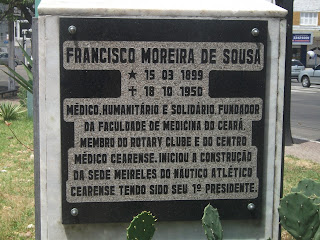 FRANCISCO MOREIRA DE SOUSA
★ 15 03 1899
✝ 18 10 1950
MÉDICO, HUMANITÁRIO E SOLIDÁRIO, FUNDADOR
DA FACULDADE DE MEDICINA DO CEARÁ,
MEMBRO DO ROTARY CLUBE E DO CENTRO
MÉDICO CEARENSE. INICIOU A CONSTRUÇÃO
DA SEDE MEIRELES DO NÁUTICO ATLÉTICO
CEARENSE TENDO SIDO SEU 1º PRESIDENTE.